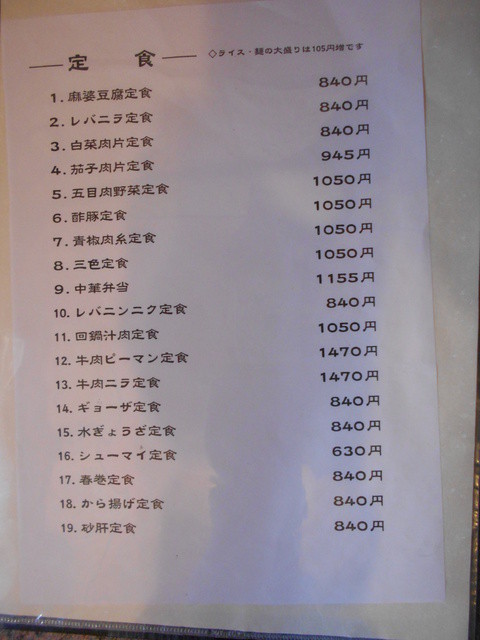 定食 ◇ライス・麺の大盛りは105円増です
1. 麻婆豆腐定食 840円
2. レバニラ定食 840円
3. 白菜肉片定食 840円
4. 茄子肉片定食 945円
5. 五目肉野菜定食 1050円
6. 酢豚定食 1050円
7. 青椒肉糸定食 1050円
8. 三色定食 1050円
9. 中華弁当 1155円
10. レバニンニク定食 840円
11. 回鍋汁肉定食 1050円
12. 牛肉ピーマン定食 1470円
13. 牛肉ニラ定食 1470円
14. ギョーザ定食 840円
15. 水ぎょうざ定食 840円
16. シューマイ定食 630円
17. 春巻定食 840円
18. から揚げ定食 840円
19. 砂肝定食 840円